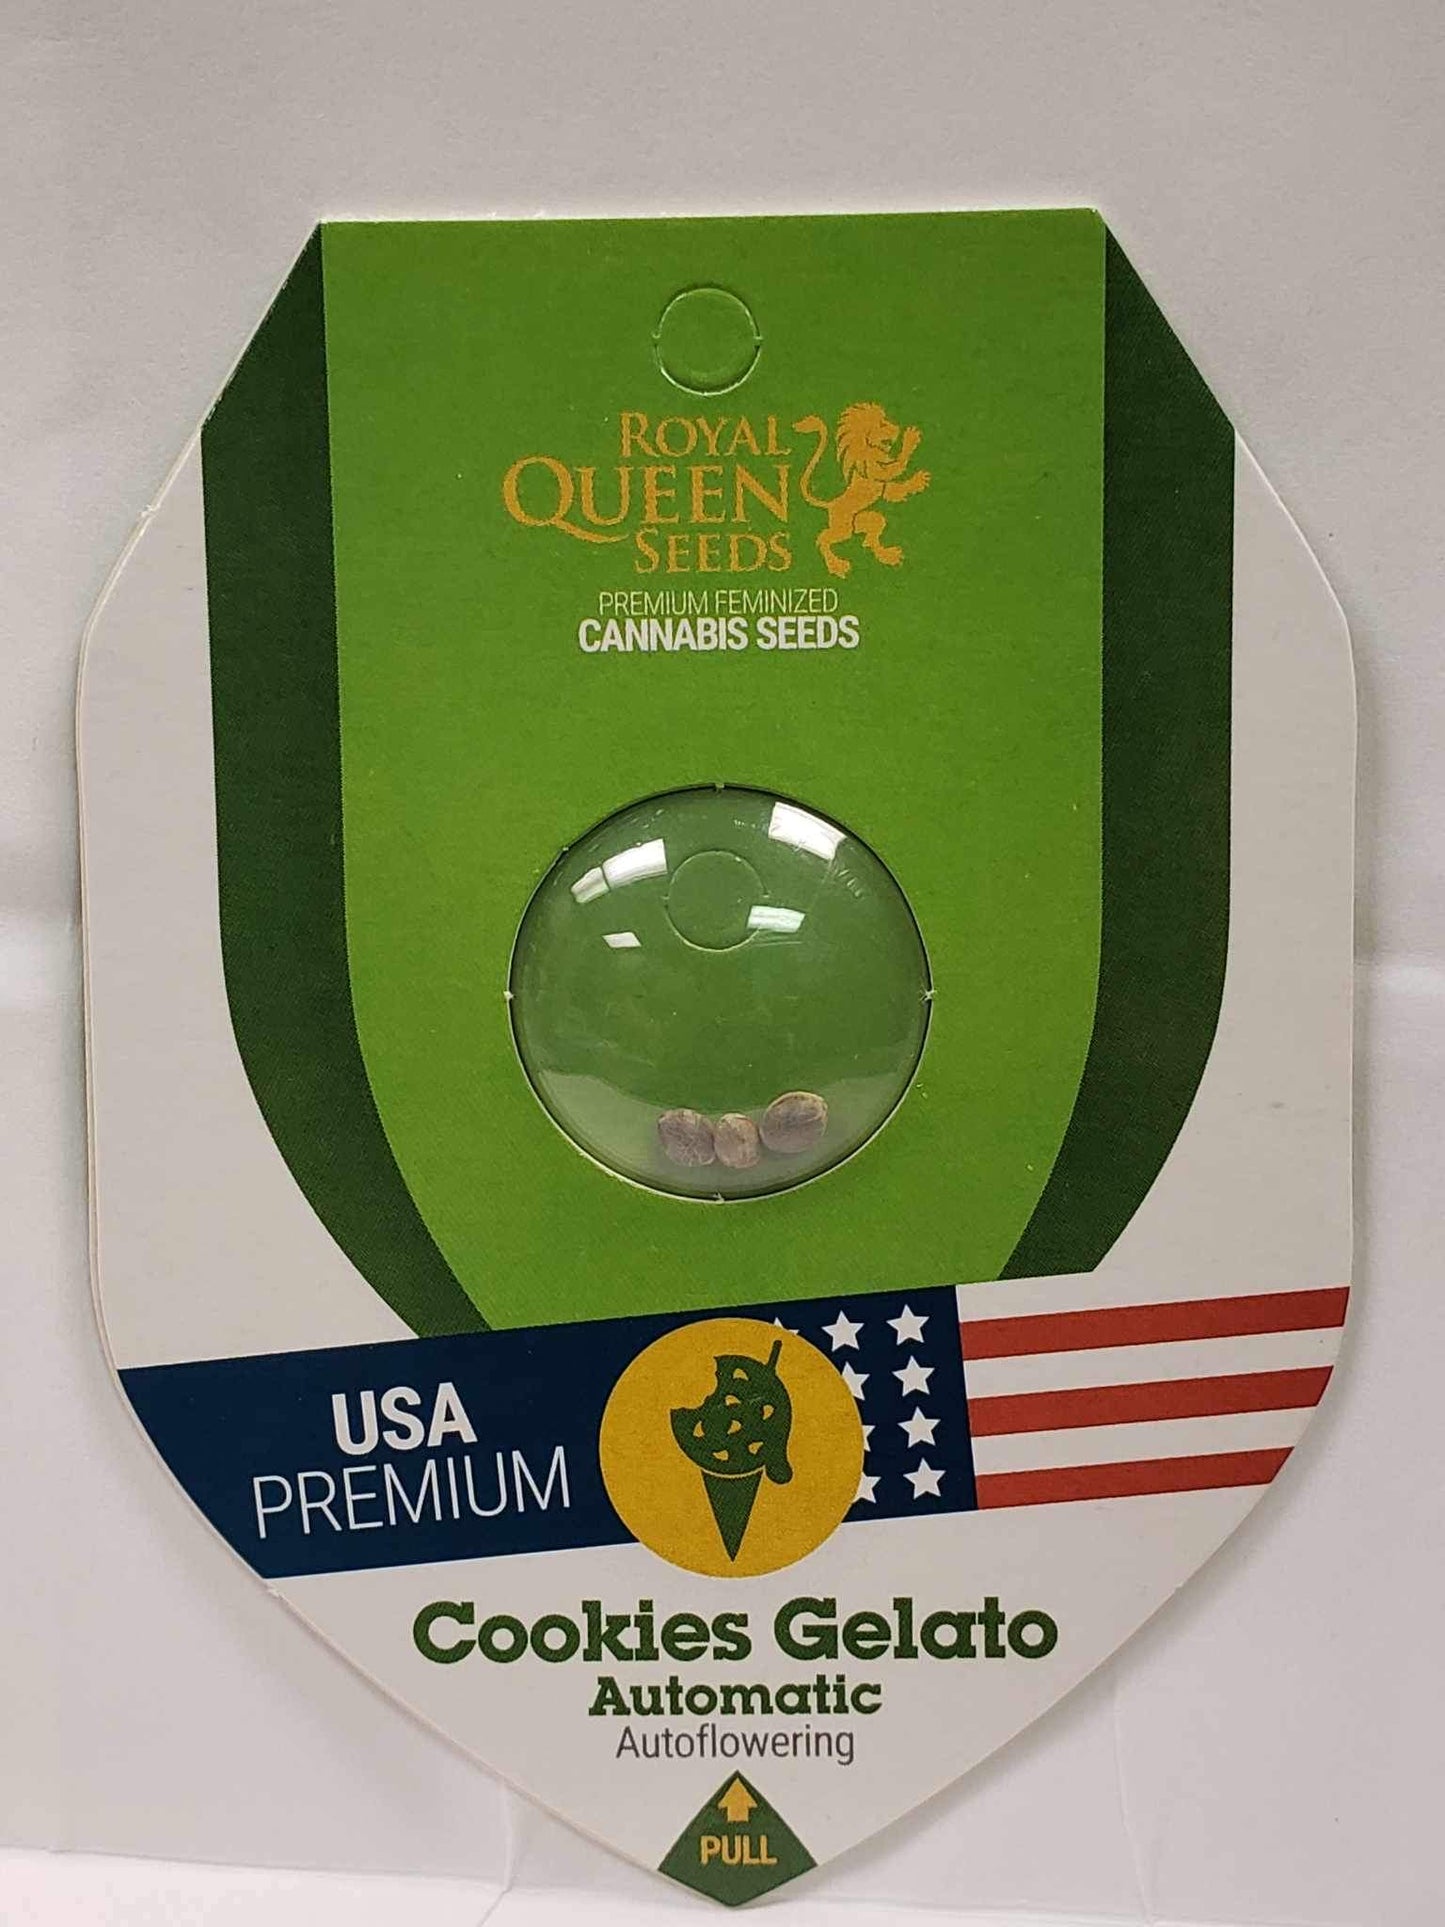 ROYAL
QUEEN
SEEDS
PREMIUM FEMINIZED
CANNABIS SEEDS
USA
PREMIUM
Cookies Gelato
Automatic
Autoflowering
PULL